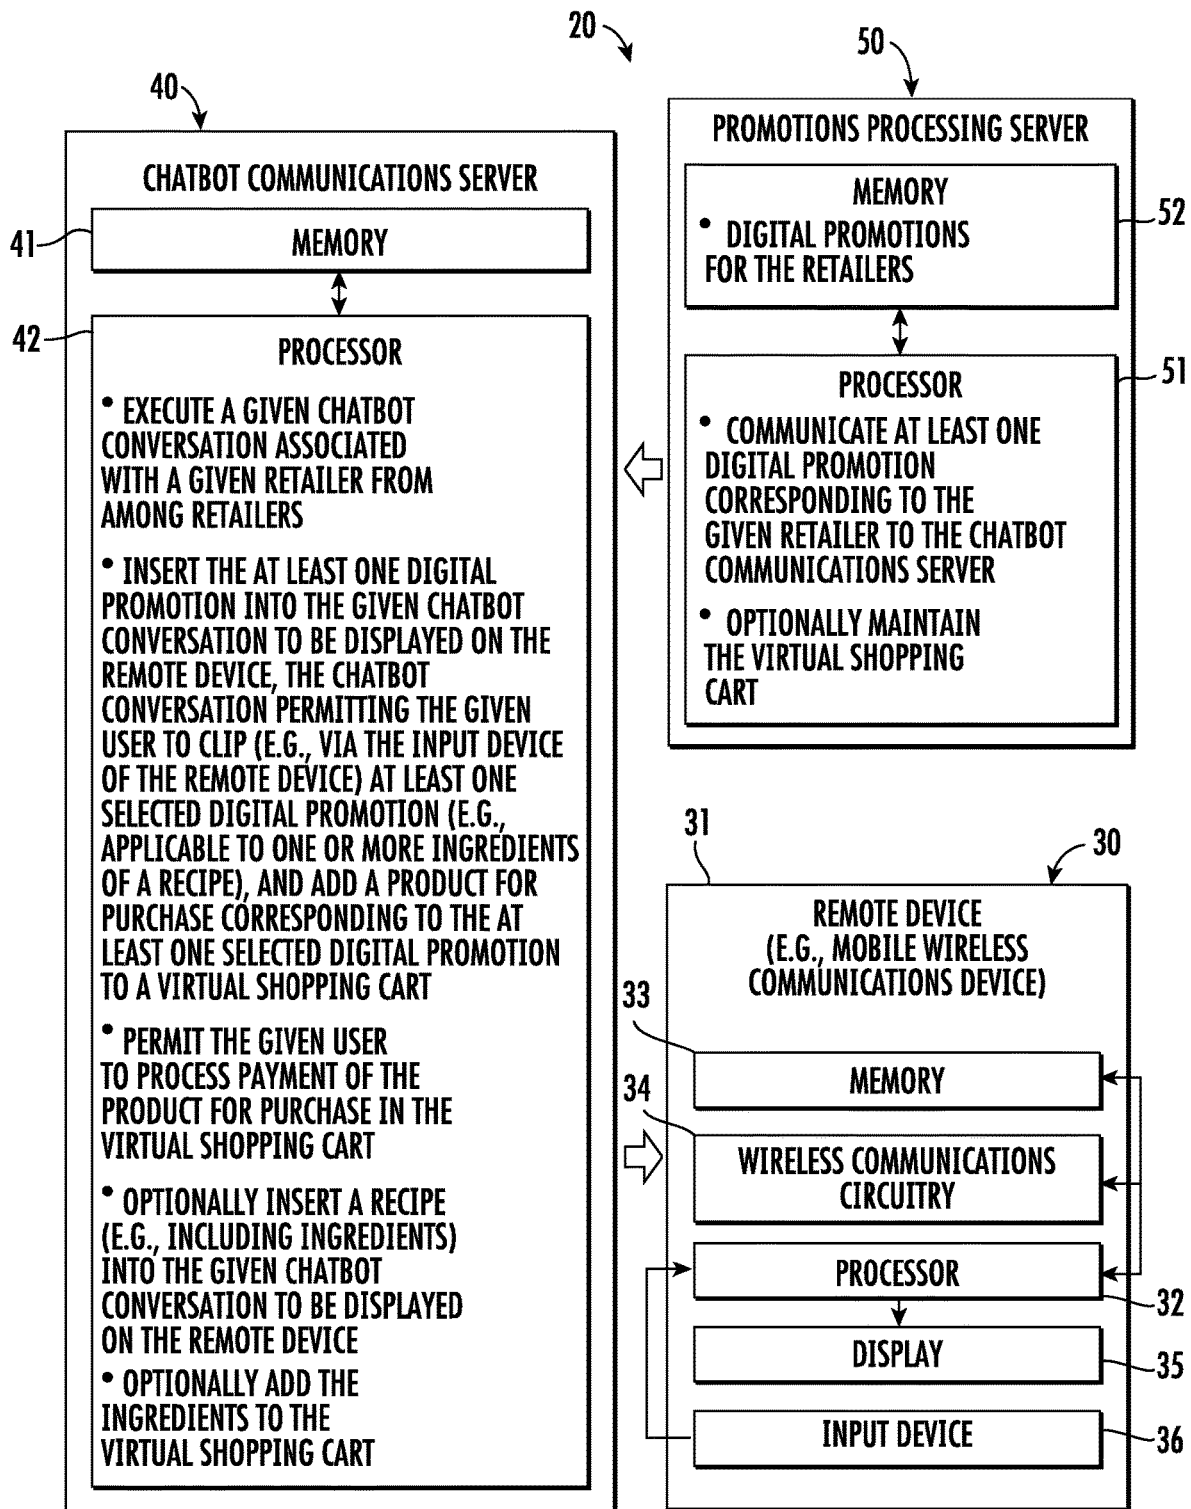 20
50
40
PROMOTIONS PROCESSING SERVER
MEMORY
• DIGITAL PROMOTIONS
FOR THE RETAILERS
52
PROCESSOR
51
• COMMUNICATE AT LEAST ONE
DIGITAL PROMOTION
CORRESPONDING TO THE
GIVEN RETAILER TO THE CHATBOT
COMMUNICATIONS SERVER
• OPTIONALLY MAINTAIN
THE VIRTUAL SHOPPING
CART
CHATBOT COMMUNICATIONS SERVER
41
MEMORY
42
PROCESSOR
• EXECUTE A GIVEN CHATBOT
CONVERSATION ASSOCIATED
WITH A GIVEN RETAILER FROM
AMONG RETAILERS
• INSERT THE AT LEAST ONE DIGITAL
PROMOTION INTO THE GIVEN CHATBOT
CONVERSATION TO BE DISPLAYED ON THE
REMOTE DEVICE, THE CHATBOT
CONVERSATION PERMITTING THE GIVEN
USER TO CLIP (E.G., VIA THE INPUT DEVICE
OF THE REMOTE DEVICE) AT LEAST ONE
SELECTED DIGITAL PROMOTION (E.G.,
APPLICABLE TO ONE OR MORE INGREDIENTS
OF A RECIPE), AND ADD A PRODUCT FOR
PURCHASE CORRESPONDING TO THE AT
LEAST ONE SELECTED DIGITAL PROMOTION
TO A VIRTUAL SHOPPING CART
• PERMIT THE GIVEN USER
TO PROCESS PAYMENT OF THE
PRODUCT FOR PURCHASE IN THE
VIRTUAL SHOPPING CART
• OPTIONALLY INSERT A RECIPE
(E.G., INCLUDING INGREDIENTS)
INTO THE GIVEN CHATBOT
CONVERSATION TO BE DISPLAYED
ON THE REMOTE DEVICE
• OPTIONALLY ADD THE
INGREDIENTS TO THE
VIRTUAL SHOPPING CART
31
30
REMOTE DEVICE
(E.G., MOBILE WIRELESS
COMMUNICATIONS DEVICE)
33
MEMORY
34
WIRELESS COMMUNICATIONS
CIRCUITRY
PROCESSOR
32
DISPLAY
35
INPUT DEVICE
36